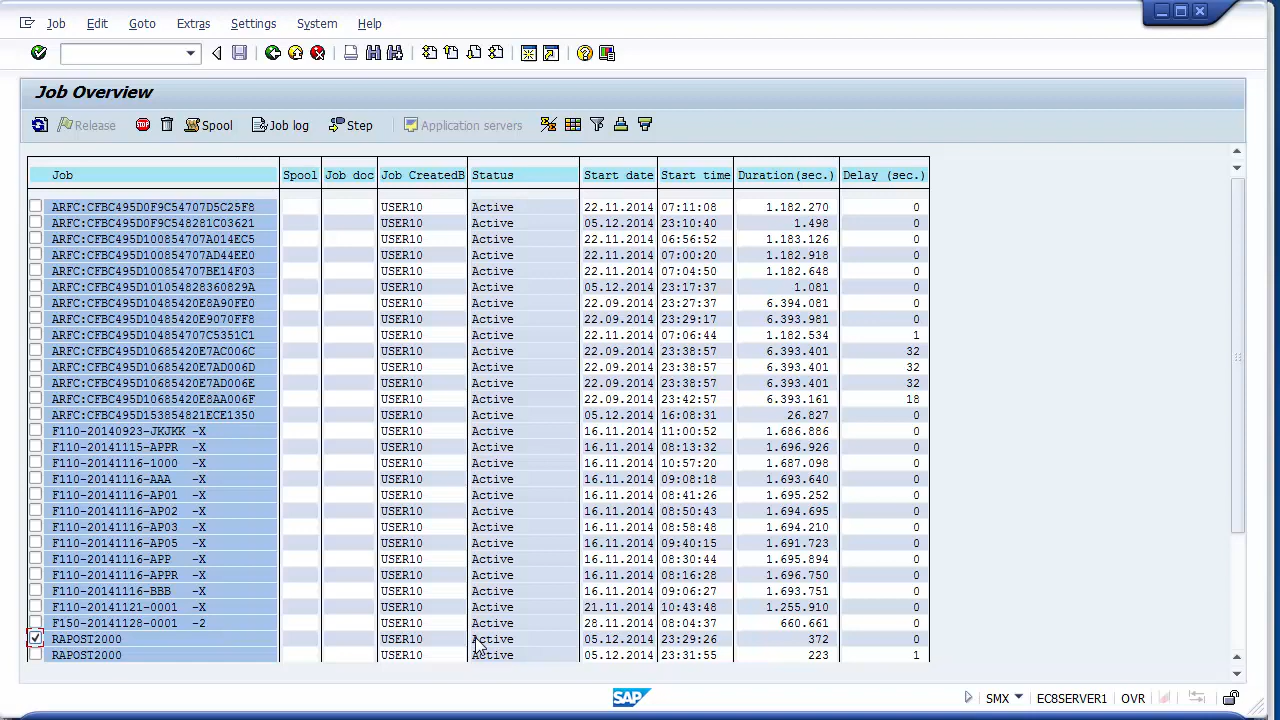 Job Edit Goto Extras Settings System Help
Job Overview
Release Spool Job log Step Application servers
Job Spool Job doc Job CreatedB Status Start date Start time Duration(sec.) Delay (sec.)
ARFC:CFBC495D0F9C54707D5C25F8 USER10 Active 22.11.2014 07:11:08 1.182.270 0
ARFC:CFBC495D0F9C548281C03621 USER10 Active 05.12.2014 23:10:40 1.498 0
ARFC:CFBC495D100854707A014EC5 USER10 Active 22.11.2014 06:56:52 1.183.126 0
ARFC:CFBC495D100854707AD44EE0 USER10 Active 22.11.2014 07:00:20 1.182.918 0
ARFC:CFBC495D100854707BE14F03 USER10 Active 22.11.2014 07:04:50 1.182.648 0
ARFC:CFBC495D10105482836O829A USER10 Active 05.12.2014 23:17:37 1.081 0
ARFC:CFBC495D10485420E8A90FE0 USER10 Active 22.09.2014 23:27:37 6.394.081 0
ARFC:CFBC495D10485420E9070FF8 USER10 Active 22.09.2014 23:29:17 6.393.981 0
ARFC:CFBC495D104854707C5351C1 USER10 Active 22.11.2014 07:06:44 1.182.534 1
ARFC:CFBC495D10685420E7AC006C USER10 Active 22.09.2014 23:38:57 6.393.401 32
ARFC:CFBC495D10685420E7AD006D USER10 Active 22.09.2014 23:38:57 6.393.401 32
ARFC:CFBC495D10685420E7AD006E USER10 Active 22.09.2014 23:38:57 6.393.401 32
ARFC:CFBC495D10685420E8AA006F USER10 Active 22.09.2014 23:42:57 6.393.161 18
ARFC:CFBC495D153854821ECE1350 USER10 Active 05.12.2014 16:08:31 26.827 0
F110-20140923-JKJKK -X USER10 Active 16.11.2014 11:00:52 1.686.886 0
F110-20141115-APPR -X USER10 Active 16.11.2014 08:13:32 1.696.926 0
F110-20141116-1000 -X USER10 Active 16.11.2014 10:57:20 1.687.098 0
F110-20141116-AAA -X USER10 Active 16.11.2014 09:08:18 1.693.640 0
F110-20141116-AP01 -X USER10 Active 16.11.2014 08:41:26 1.695.252 0
F110-20141116-AP02 -X USER10 Active 16.11.2014 08:50:43 1.694.695 0
F110-20141116-AP03 -X USER10 Active 16.11.2014 08:58:48 1.694.210 0
F110-20141116-AP05 -X USER10 Active 16.11.2014 09:40:15 1.691.723 0
F110-20141116-APP -X USER10 Active 16.11.2014 08:30:44 1.695.894 0
F110-20141116-APPR -X USER10 Active 16.11.2014 08:16:28 1.696.750 0
F110-20141116-BBB -X USER10 Active 16.11.2014 09:06:27 1.693.751 0
F110-20141121-0001 -X USER10 Active 21.11.2014 10:43:48 1.255.910 0
F150-20141128-0001 -2 USER10 Active 28.11.2014 08:04:37 660.661 0
RAPOST2000 USER10 Active 05.12.2014 23:29:26 372 0
RAPOST2000 USER10 Active 05.12.2014 23:31:55 223 1
SAP SMX EC8SERVER1 OVR